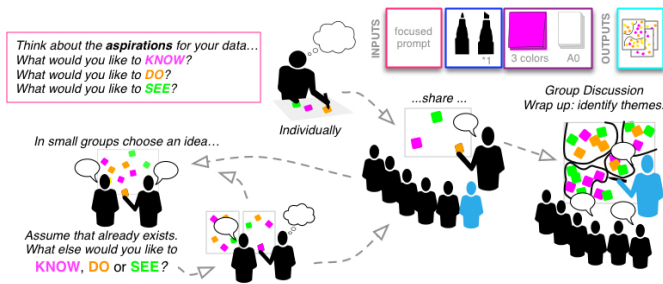 Think about the aspirations for your data…
What would you like to KNOW?
What would you like to DO?
What would you like to SEE?
INPUTS
focused
prompt
*1
3 colors
A0
OUTPUTS
Individually
...share ...
Group Discussion
Wrap up: identify themes.
In small groups choose an idea…
Assume that already exists.
What else would you like to
KNOW, DO or SEE?